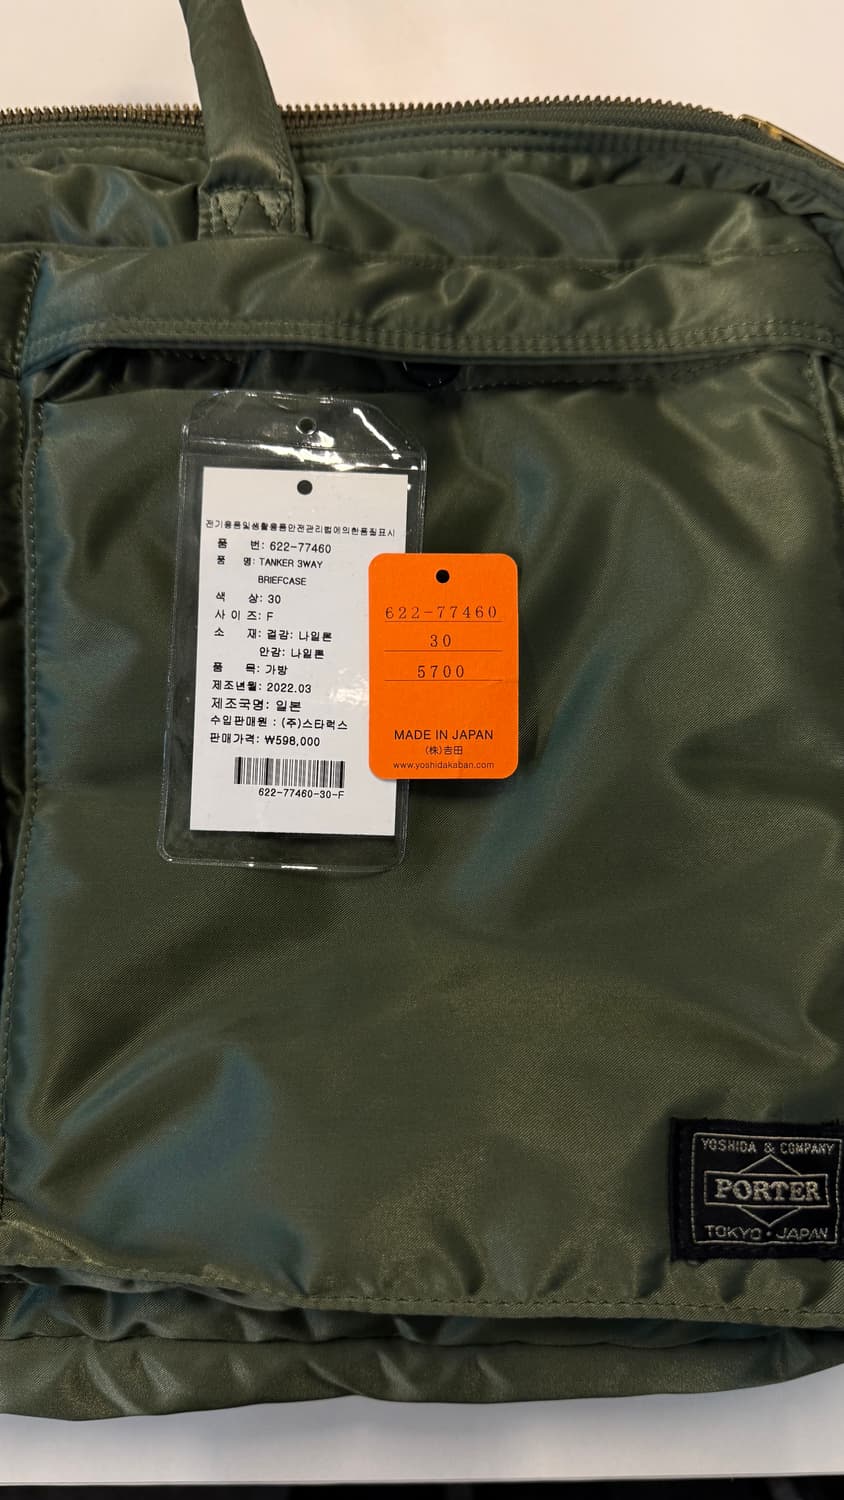 전기용품및생활용품안전관리법에의한품질표시
품 번: 622-77460
품 명: TANKER 3WAY
BRIEFCASE
색 상: 30
사 이 즈: F
소 재: 겉감: 나일론
안감: 나일론
품 목: 가방
제조년월: 2022.03
제조국명: 일본
수입판매원 : (주)스타럭스
판매가격: ₩598,000
622-77460-30-F
622-77460
30
5700
MADE IN JAPAN
(株)吉田
www.yoshidakaban.com
YOSHIDA & COMPANY
PORTER
TOKYO・JAPAN